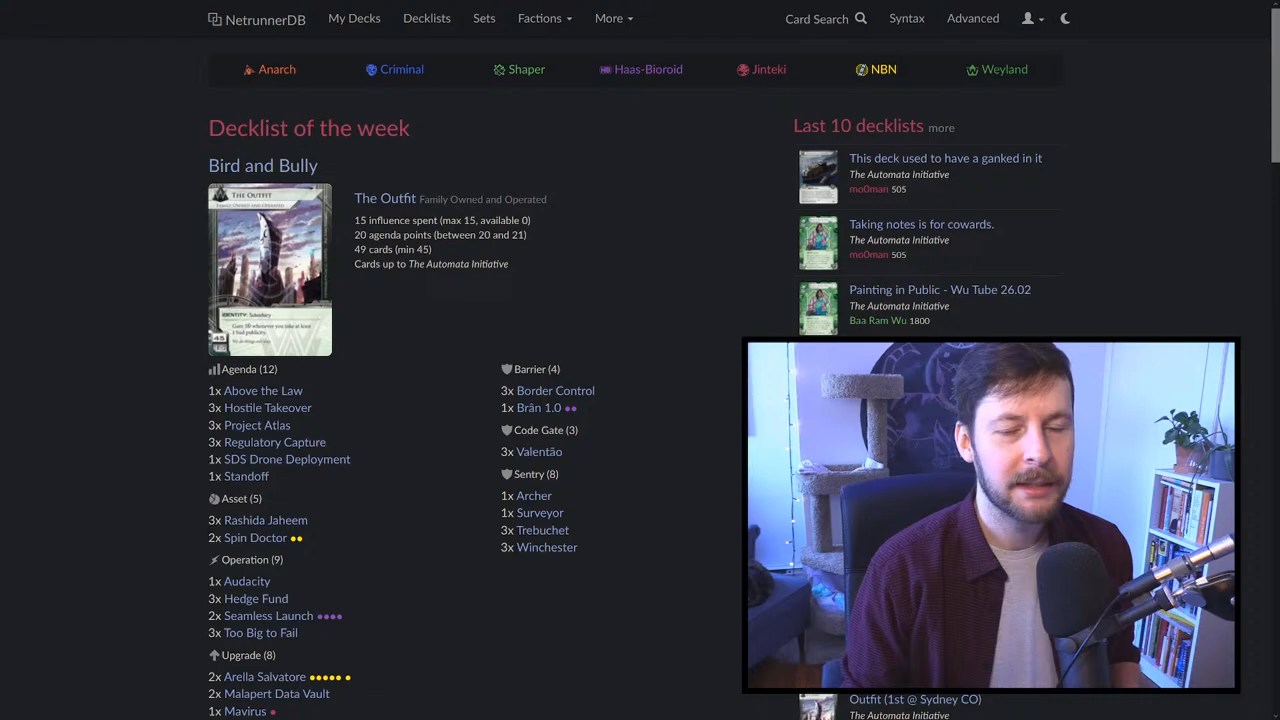 NetrunnerDB My Decks Decklists Sets Factions More Card Search Syntax Advanced
Anarch Criminal Shaper Haas-Bioroid Jinteki NBN Weyland
Decklist of the week
Bird and Bully
THE OUTFIT
FAMILY OWNED AND OPERATED
IDENTITY: Subsidiary
45
The Outfit Family Owned and Operated
15 influence spent (max 15, available 0)
20 agenda points (between 20 and 21)
49 cards (min 45)
Cards up to The Automata Initiative
Agenda (12)
1x Above the Law
3x Hostile Takeover
3x Project Atlas
3x Regulatory Capture
1x SDS Drone Deployment
1x Standoff
Asset (5)
3x Rashida Jaheem
2x Spin Doctor
Operation (9)
1x Audacity
3x Hedge Fund
2x Seamless Launch
3x Too Big to Fail
Upgrade (8)
2x Arella Salvatore
2x Malapert Data Vault
1x Mavirus
Barrier (4)
3x Border Control
1x Brân 1.0
Code Gate (3)
3x Valentão
Sentry (8)
1x Archer
1x Surveyor
3x Trebuchet
3x Winchester
Last 10 decklists more
This deck used to have a ganked in it
The Automata Initiative
mo0man 505
Taking notes is for cowards.
The Automata Initiative
mo0man 505
Painting in Public - Wu Tube 26.02
The Automata Initiative
Baa Ram Wu 1800
Outfit (1st @ Sydney CO)
The Automata Initiative